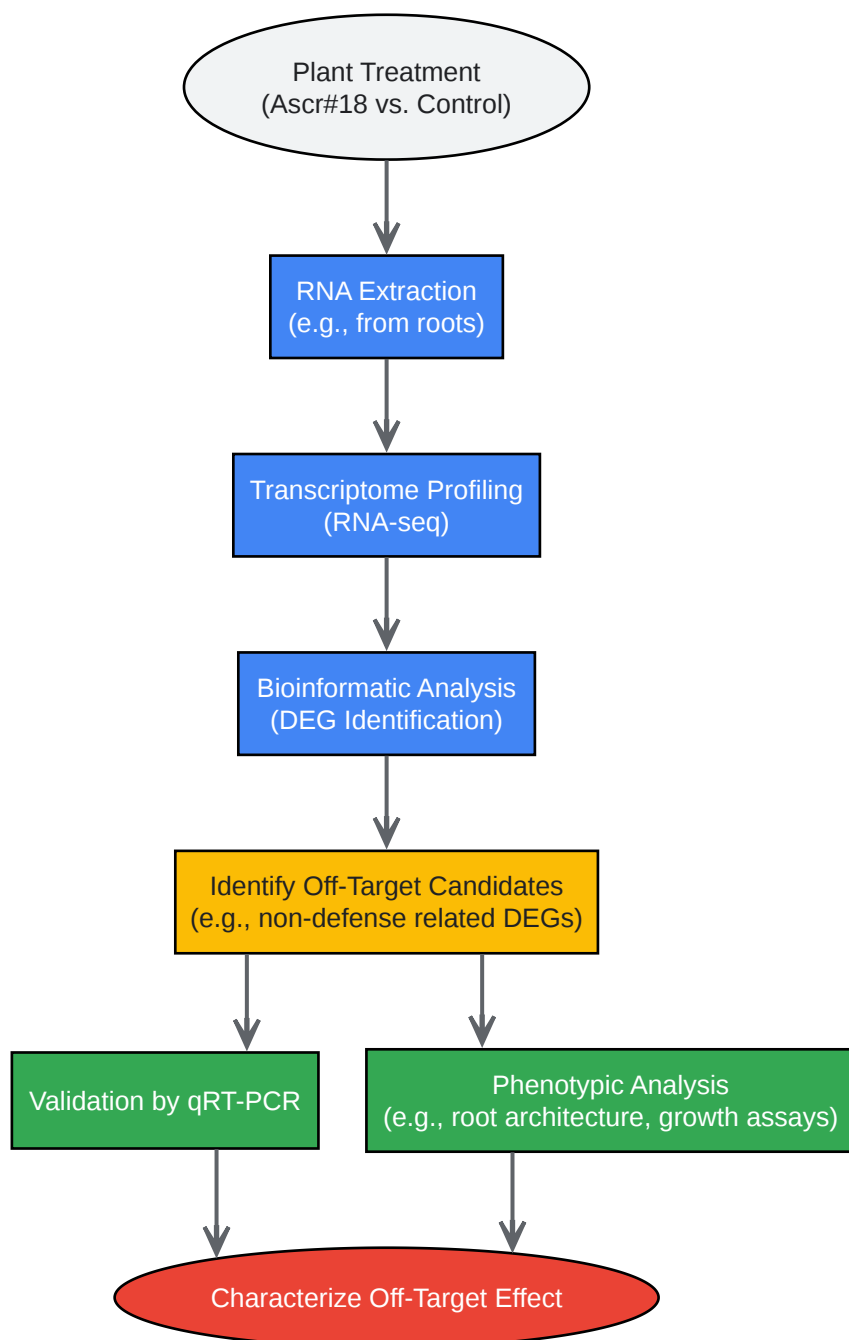 Plant Treatment
(Ascr#18 vs. Control)
RNA Extraction
(e.g., from roots)
Transcriptome Profiling
(RNA-seq)
Bioinformatic Analysis
(DEG Identification)
Identify Off-Target Candidates
(e.g., non-defense related DEGs)
Validation by qRT-PCR
Phenotypic Analysis
(e.g., root architecture, growth assays)
Characterize Off-Target Effect